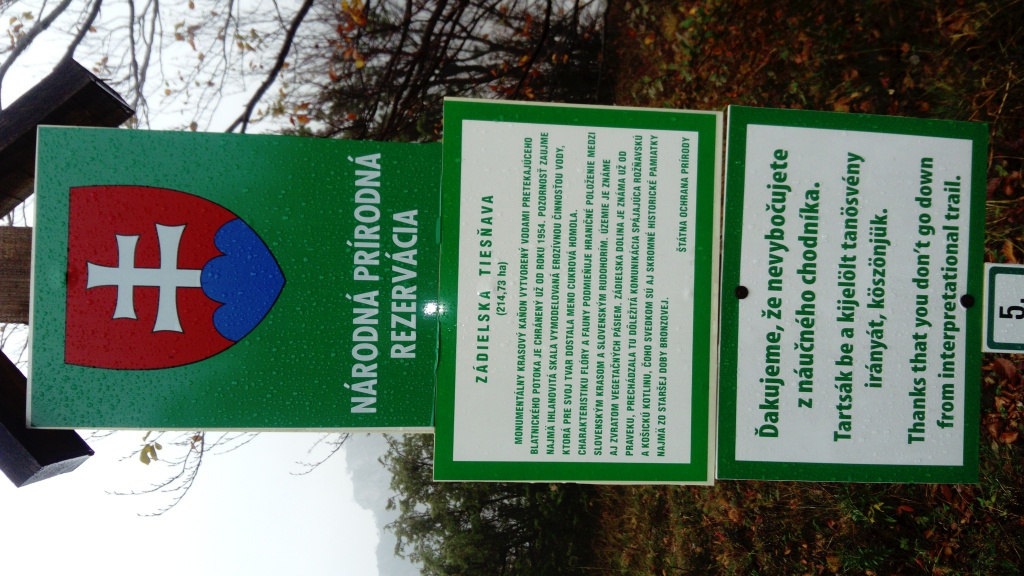 NÁRODNÁ PRÍRODNÁ
REZERVÁCIA
ZÁDIELSKA TIESŇAVA
(214,73 ha)
MONUMENTÁLNY KRASOVÝ KAŇON VYTVORENÝ VODAMI PRETEKAJÚCEHO
BLATNICKÉHO POTOKA JE CHRÁNENÝ UŽ OD ROKU 1954. POZORNOSŤ ZAUJME
NAJMÄ IHLANOVITÁ SKALA VYMODELOVANÁ EROZÍVNOU ČINNOSŤOU VODY,
KTORÁ PRE SVOJ TVAR DOSTALA MENO CUKROVÁ HOMOĽA.
CHARAKTERISTIKU FLÓRY A FAUNY PODMIEŇUJE HRANIČNÉ POLOŽENIE MEDZI
SLOVENSKÝM KRASOM A SLOVENSKÝM RUDOHORÍM. ÚZEMIE JE ZNÁME
AJ ZVRATOM VEGETAČNÝCH PÁSIEM. ZÁDIELSKA DOLINA JE ZNÁMA UŽ OD
PRAVEKU, PRECHÁDZALA TU DÔLEŽITÁ KOMUNIKÁCIA SPÁJAJÚCA ROŽŇAVSKÚ
A KOŠICKÚ KOTLINU, ČOHO SVEDKOM SÚ AJ SKROMNÉ HISTORICKÉ PAMIATKY
NAJMÄ ZO STARŠEJ DOBY BRONZOVEJ.
ŠTÁTNA OCHRANA PRÍRODY
Ďakujeme, že nevybočujete
z náučného chodníka.
Tartsák be a kijelölt tanösvény
irányát, köszönjük.
Thanks that you don't go down
from interpretational trail.
5.